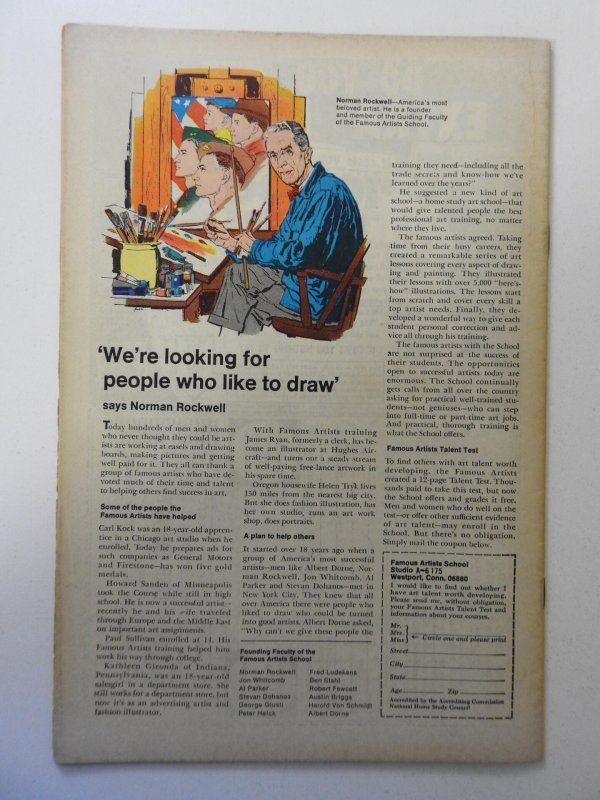 Norman Rockwell—America's most
beloved artist. He is a founder
and member of the Guiding Faculty
of the Famous Artists School.
'We're looking for
people who like to draw'
says Norman Rockwell
Today hundreds of men and women
who never thought they could be art-
ists are working at easels and drawing
boards, making pictures and getting
well paid for it. They all can thank a
group of famous artists who have de-
voted much of their time and talent
to helping others find success in art.
Some of the people the
Famous Artists have helped
Carl Kock was an 18-year-old appren-
tice in a Chicago art studio when he
enrolled. Today he prepares ads for
such companies as General Motors
and Firestone—has won five gold
medals.
Howard Sanden of Minneapolis
took the Course while still in high
school. He is now a successful artist—
recently he and his wife traveled
through Europe and the Middle East
on important assignments.
Paul Sullivan enrolled at 14. His
Famous Artists training helped him
work his way through college.
Kathleen Gironda of Indiana,
Pennsylvania, was an 18-year-old
salesgirl in a department store. She
still works for a department store, but
now it's as an advertising artist and
fashion illustrator.
With Famous Artists training
James Ryan, formerly a clerk, has be-
come an illustrator at Hughes Air-
craft—and turns out a steady stream
of well-paying free-lance artwork in
his spare time.
Oregon housewife Helen Tryk lives
150 miles from the nearest big city.
But she does fashion illustration, has
her own studio, runs an art work
shop, does portraits.
A plan to help others
It started over 18 years ago when a
group of America's most successful
artists—men like Albert Dorne, Nor-
man Rockwell, Jon Whitcomb, Al
Parker and Stevan Dohanos—met in
New York City. They knew that all
over America there were people who
liked to draw who could be turned
into good artists. Albert Dorne asked,
"Why can't we give these people the
Founding Faculty of the
Famous Artists School
Norman Rockwell
Jon Whitcomb
Al Parker
Stevan Dohanos
George Giusti
Peter Helck
Fred Ludekens
Ben Stahl
Robert Fawcett
Austin Briggs
Harold Von Schmidt
Albert Dorne
training they need—including all the
trade secrets and know-how we've
learned over the years?"
He suggested a new kind of art
school—a home study art school—that
would give talented people the best
professional art training, no matter
where they live.
The famous artists agreed. Taking
time from their busy careers, they
created a remarkable series of art
lessons covering every aspect of draw-
ing and painting. They illustrated
their lessons with over 5,000 "here's-
how" illustrations. The lessons start
from scratch and cover every skill a
top artist needs. Finally, they de-
veloped a wonderful way to give each
student personal correction and ad-
vice all through his training.
The famous artists with the School
are not surprised at the success of
their students. The opportunities
open to successful artists today are
enormous. The School continually
gets calls from all over the country
asking for practical well-trained stu-
dents—not geniuses—who can step
into full-time or part-time art jobs.
And practical, thorough training is
what the School offers.
Famous Artists Talent Test
To find others with art talent worth
developing, the Famous Artists
created a 12-page Talent Test. Thou-
sands paid to take this test, but now
the School offers and grades it free.
Men and women who do well on the
test—or offer other sufficient evidence
of art talent—may enroll in the
School. But there's no obligation.
Simply mail the coupon below.
Famous Artists School
Studio A-6175
Westport, Conn. 06880
I would like to find out whether I
have art talent worth developing.
Please send me, without obligation,
your Famous Artists Talent Test and
information about your courses.
Mr.
Mrs.
Miss Circle one and please print
Street
City
State
Age Zip
Accredited by the Accrediting Commission
National Home Study Council